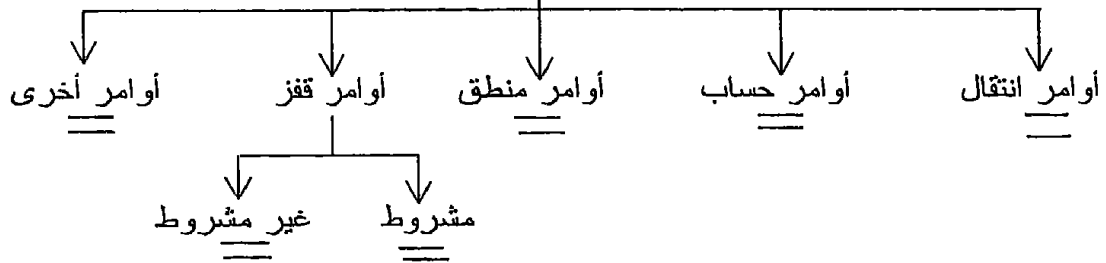 أوامر انتقال أوامر حساب أوامر منطق أوامر قفز أوامر أخرى
مشروط غير مشروط